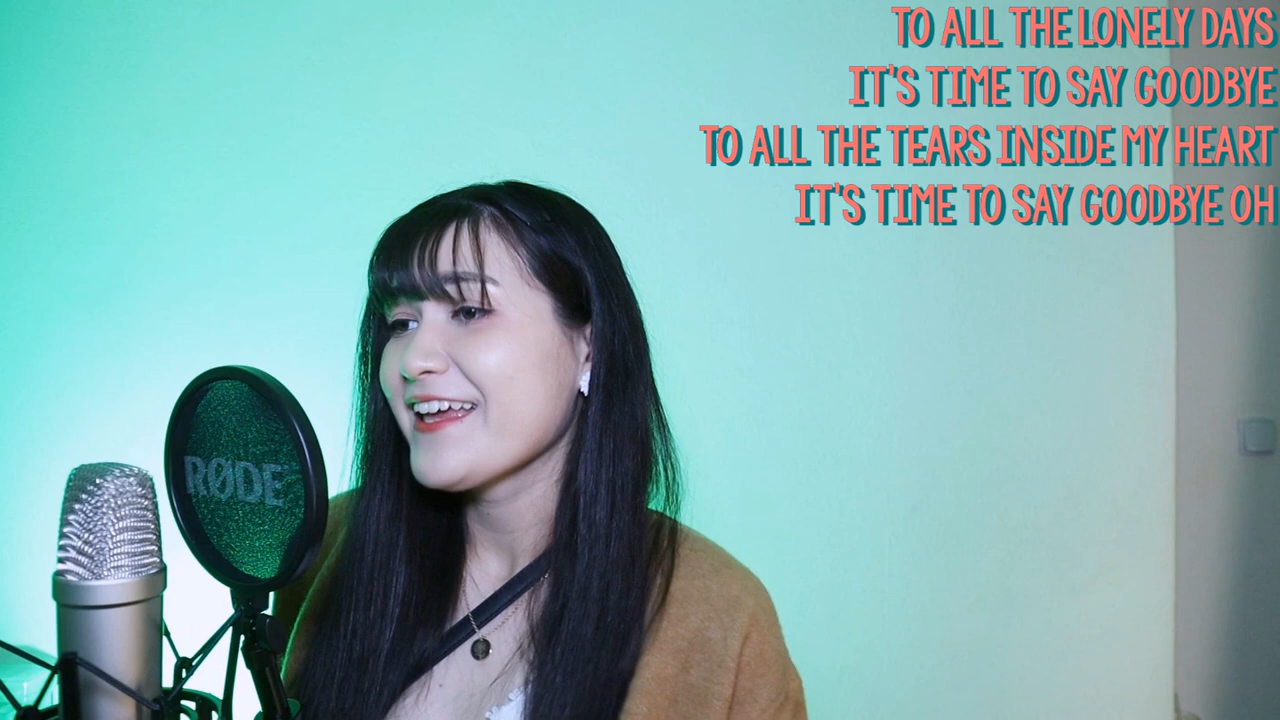 TO ALL THE LONELY DAYS
IT'S TIME TO SAY GOODBYE
TO ALL THE TEARS INSIDE MY HEART
IT'S TIME TO SAY GOODBYE OH
RØDE